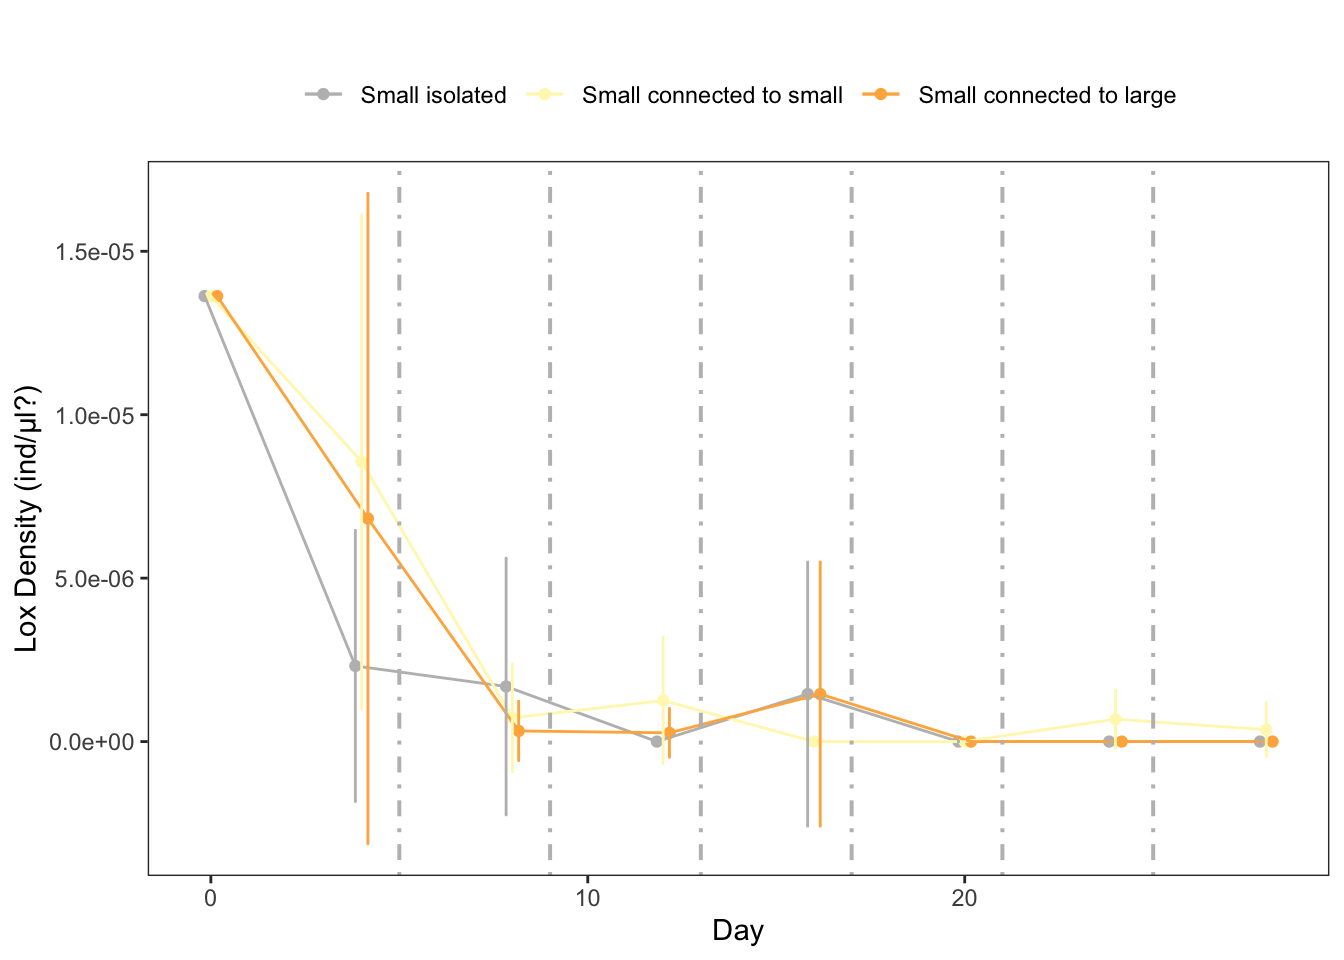 Small isolated Small connected to small Small connected to large
Lox Density (ind/µl?)
1.5e-05
1.0e-05
5.0e-06
0.0e+00
0 10 20
Day